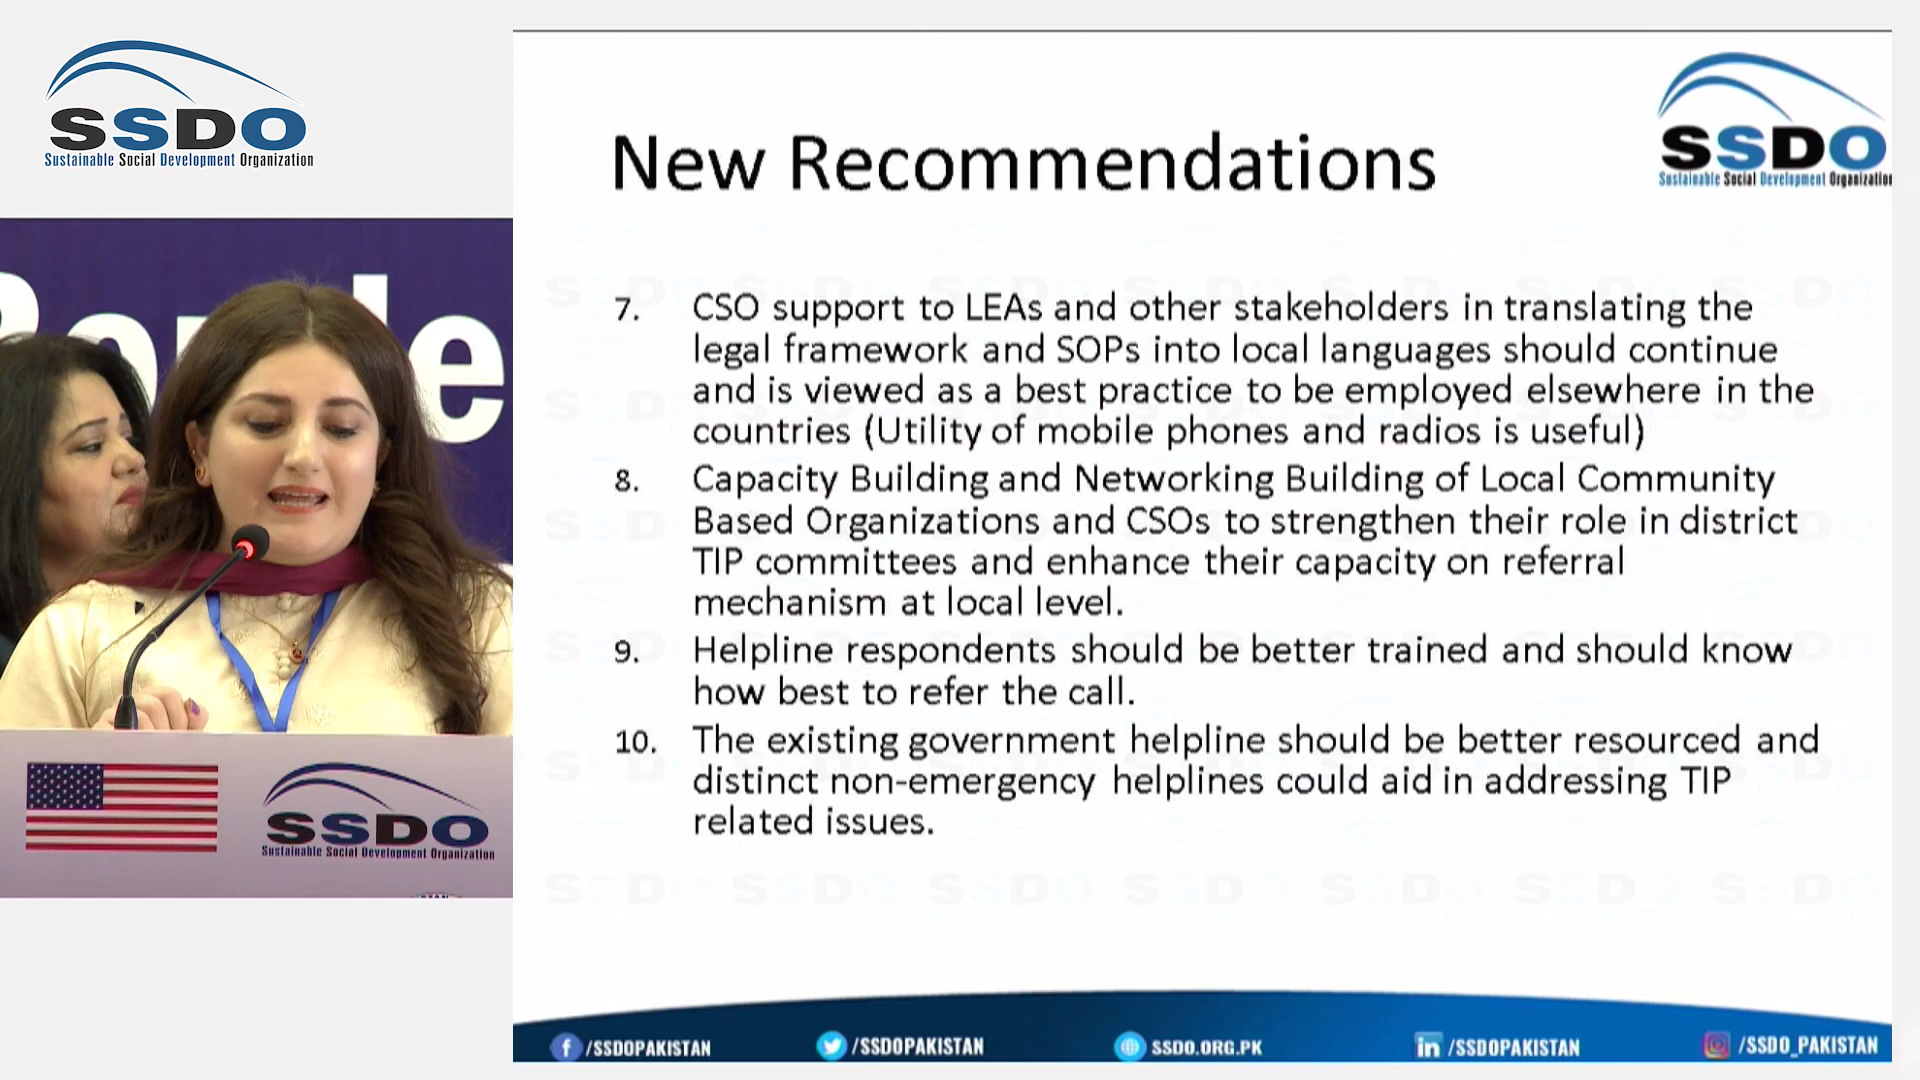 SSDO
Sustainable Social Development Organization
SSDO
Sustainable Social Development Organization
New Recommendations
7. CSO support to LEAs and other stakeholders in translating the
legal framework and SOPs into local languages should continue
and is viewed as a best practice to be employed elsewhere in the
countries (Utility of mobile phones and radios is useful)
8. Capacity Building and Networking Building of Local Community
Based Organizations and CSOs to strengthen their role in district
TIP committees and enhance their capacity on referral
mechanism at local level.
9. Helpline respondents should be better trained and should know
how best to refer the call.
10. The existing government helpline should be better resourced and
distinct non-emergency helplines could aid in addressing TIP
related issues.
SSDO
Sustainable Social Development Organization
/SSDOPAKISTAN
/SSDOPAKISTAN
SSDO.ORG.PK
/SSDOPAKISTAN
/SSDO_PAKISTAN